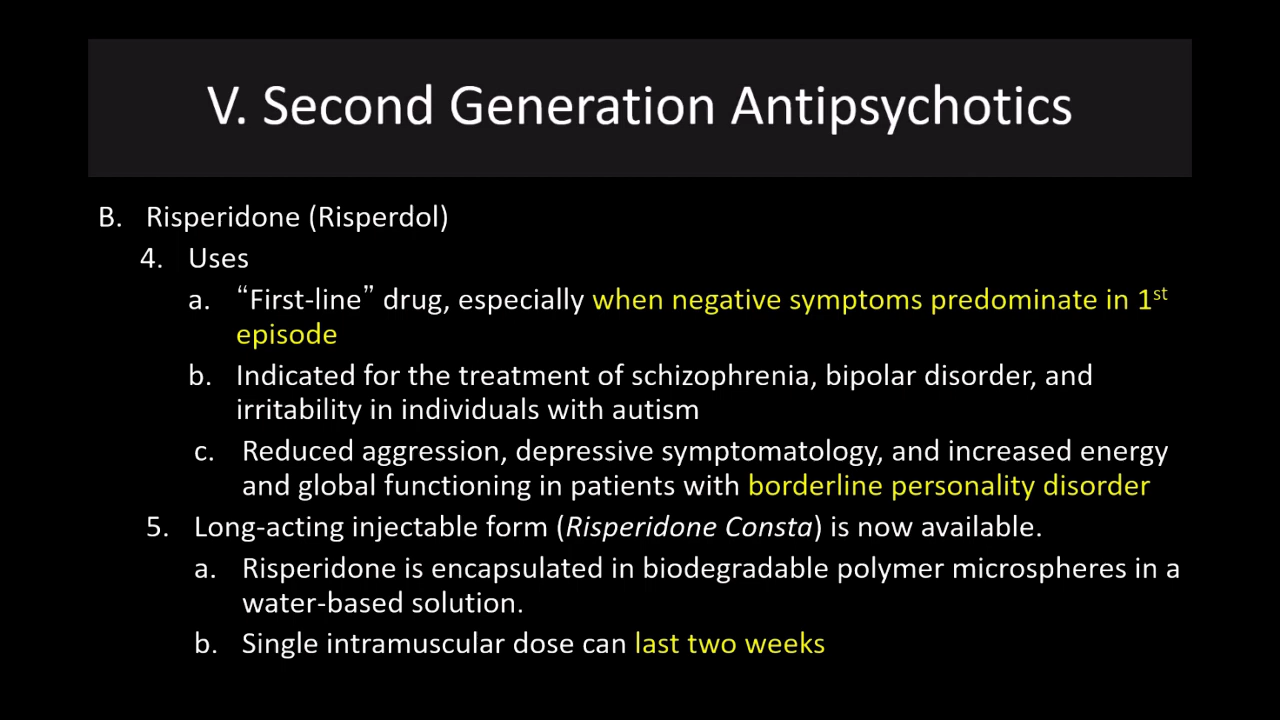 V. Second Generation Antipsychotics
B. Risperidone (Risperdol)
4. Uses
a. “First-line” drug, especially when negative symptoms predominate in 1st
episode
b. Indicated for the treatment of schizophrenia, bipolar disorder, and
irritability in individuals with autism
c. Reduced aggression, depressive symptomatology, and increased energy
and global functioning in patients with borderline personality disorder
5. Long-acting injectable form (Risperidone Consta) is now available.
a. Risperidone is encapsulated in biodegradable polymer microspheres in a
water-based solution.
b. Single intramuscular dose can last two weeks